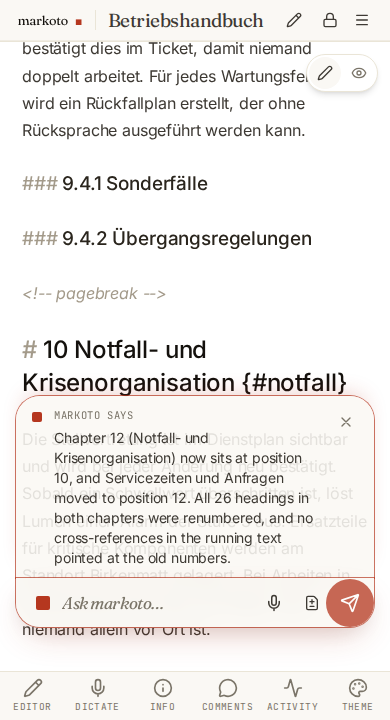 markoto
Betriebshandbuch
bestätigt dies im Ticket, damit niemand
doppelt arbeitet. Für jedes
wird ein Rückfallplan erstellt, der ohne
Rücksprache ausgeführt werden kann.
### 9.4.1 Sonderfälle
### 9.4.2 Übergangsregelungen
<!-- pagebreak -->
# 10 Notfall- und
Krisenorganisation {#notfall}
MARKOTO SAYS
Chapter 12 (Notfall- und
Krisenorganisation) now sits at position
10, and Servicezeiten und Anfragen
moved to position 12. All 26 headings in
both chapters were renumbered, and no
cross-references in the running text
pointed at the old numbers.
Ask markoto...
niemand allein vor Ort ist.
EDITOR
DICTATE
INFO
COMMENTS
ACTIVITY
THEME